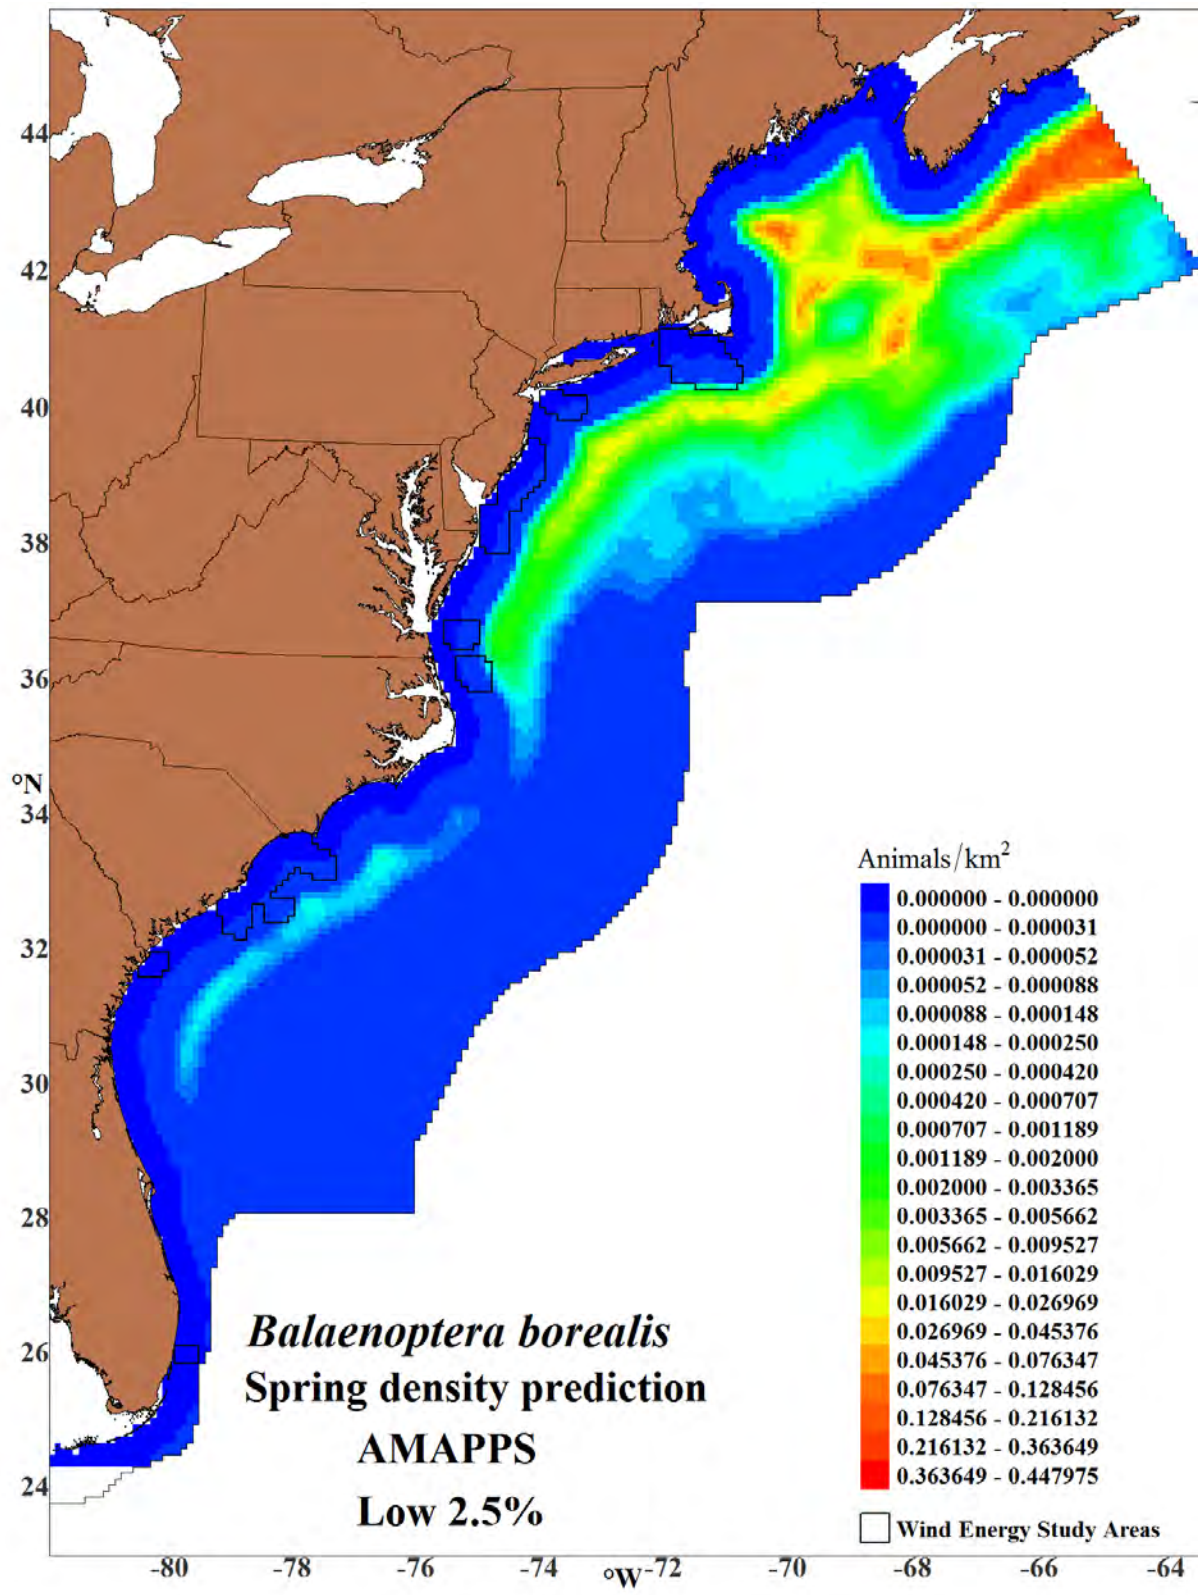 44
42
40
38
36
°N
34
32
30
28
26
24
Animals/km²
0.000000 - 0.000000
0.000000 - 0.000031
0.000031 - 0.000052
0.000052 - 0.000088
0.000088 - 0.000148
0.000148 - 0.000250
0.000250 - 0.000420
0.000420 - 0.000707
0.000707 - 0.001189
0.001189 - 0.002000
0.002000 - 0.003365
0.003365 - 0.005662
0.005662 - 0.009527
0.009527 - 0.016029
0.016029 - 0.026969
0.026969 - 0.045376
0.045376 - 0.076347
0.076347 - 0.128456
0.128456 - 0.216132
0.216132 - 0.363649
0.363649 - 0.447975
Wind Energy Study Areas
Balaenoptera borealis
Spring density prediction
AMAPPS
Low 2.5%
-80 -78 -76 -74 °W -72 -70 -68 -66 -64